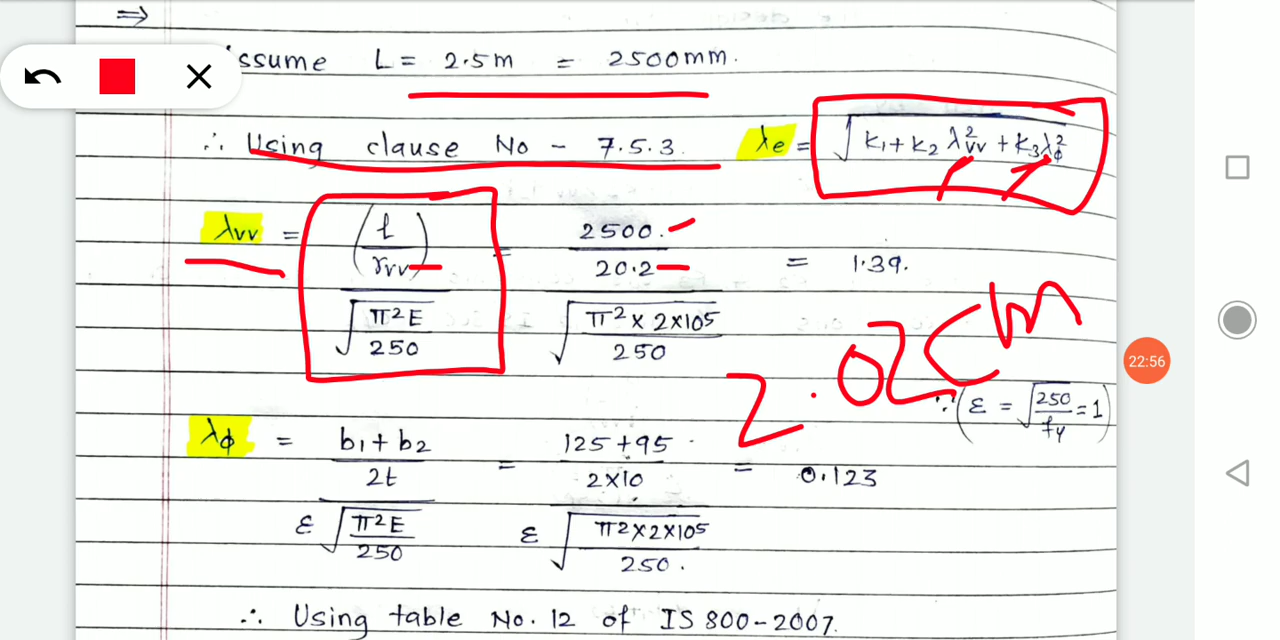 ⇒
ssume L = 2.5m = 2500mm.
∴ Using clause No - 7.5.3. λe = √(K1 + K2 λvv² + K3 λφ²)
λvv = (l/rvv) / √(π²E/250) = (2500./20.2) / √(π² × 2×10⁵/250) = 1.39.
2.02cm
∵ (ε = √(250/fy) = 1)
λφ = ((b1 + b2)/2t) / (ε √(π²E/250)) = ((125 + 95)/(2×10)) / (ε √(π² × 2×10⁵/250.)) = 0.123
∴ Using table No. 12 of IS 800-2007.
22:56